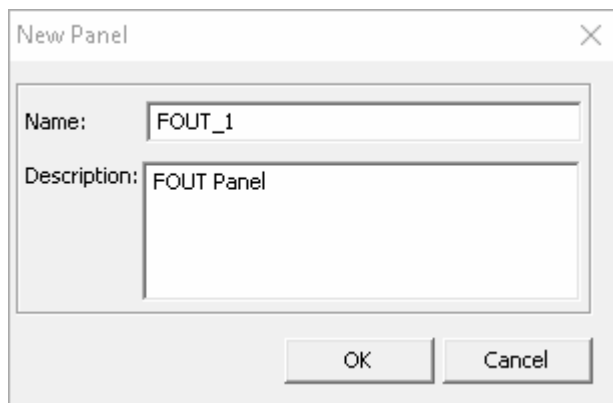 New Panel
Name: FOUT_1
Description: FOUT Panel
OK Cancel